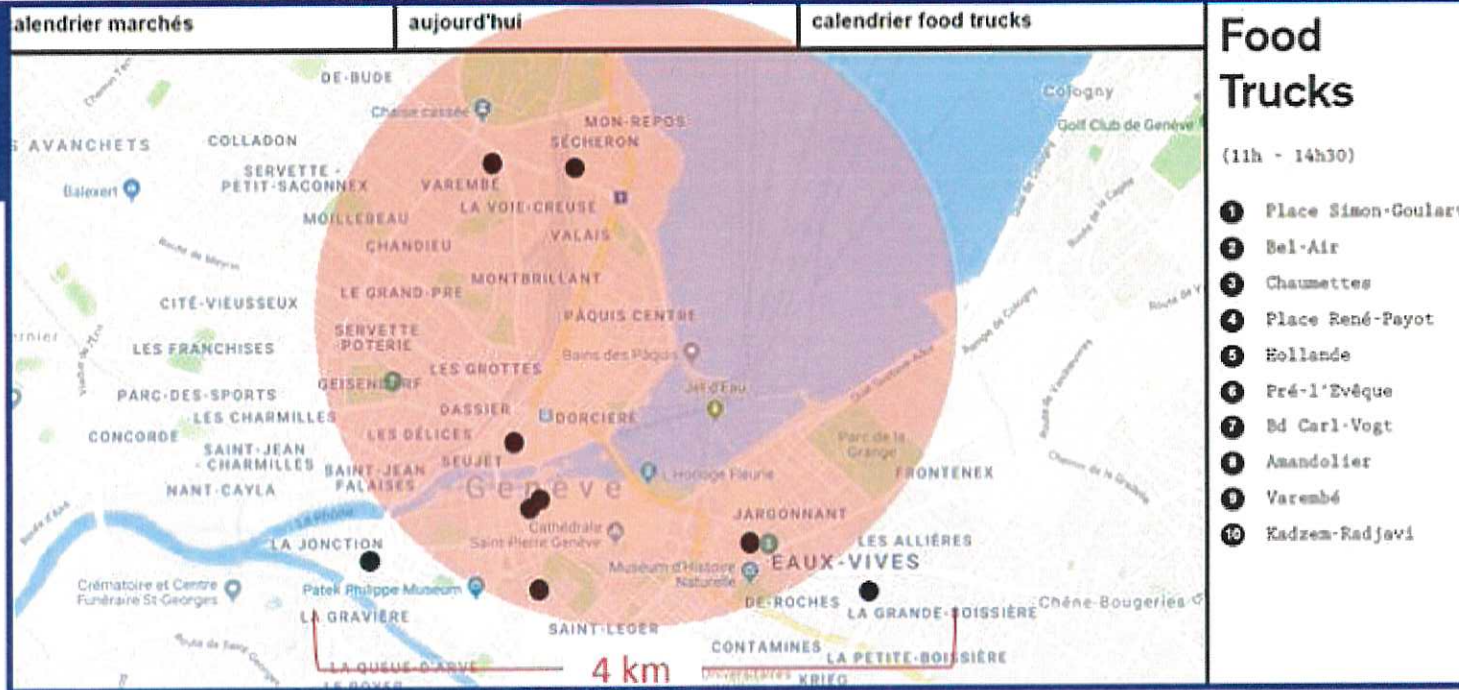 alendrier marchés
aujourd'hui
calendrier food trucks
Food
Trucks
(11h - 14h30)
1 Place Simon-Goular
2 Bel-Air
3 Chaumettes
4 Place René-Payot
5 Hollande
6 Pré-l'Evêque
7 Bd Carl-Vogt
8 Amandolier
9 Varembé
10 Kadzem-Radjavi
DE-BUDE
Chaise cassée
Cologny
Golf Club de Genève
MON-REPOS
SÉCHERON
S AVANCHETS
COLLADON
SERVETTE -
PETIT-SACONNEX
Balexert
VAREMBÉ
LA VOIE-CREUSE
MOILLEBEAU
VALAIS
CHANDIEU
Route de Meyrin
MONTBRILLANT
LE GRAND-PRÉ
CITÉ-VIEUSSEUX
PÂQUIS CENTRE
SERVETTE
POTERIE
ernier
LES FRANCHISES
Bains des Pâquis
LES GROTTES
GEISENDORF
Jet d'Eau
PARC-DES-SPORTS
LES CHARMILLES
DASSIER
DORCIÈRE
CONCORDE
LES DÉLICES
Parc de la
Grange
SAINT-JEAN
- CHARMILLES
SEUJET
SAINT-JEAN
FALAISES
L'Horloge Fleurie
FRONTENEX
NANT-CAYLA
Genève
Le Rhône
JARGONNANT
Cathédrale
Saint-Pierre Genève
LES ALLIÈRES
LA JONCTION
EAUX-VIVES
Muséum d'Histoire
Naturelle
Crématoire et Centre
Funéraire St-Georges
Patek Philippe Museum
DE-ROCHES
LA GRANDE-BOISSIÈRE
Chêne-Bougeries
LA GRAVIÈRE
SAINT-LÉGER
CONTAMINES
LA PETITE-BOISSIÈRE
LA QUEUE-D'ARVE
4 km
KRIEG